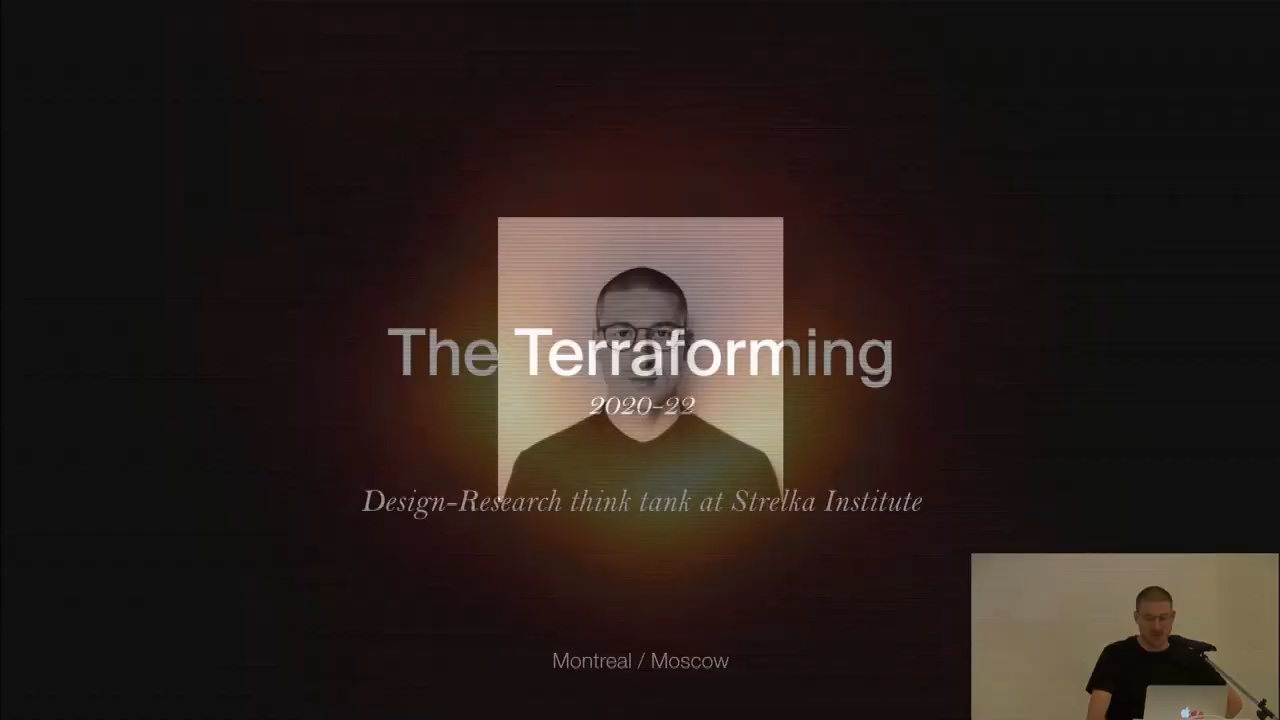 The Terraforming
2020-22
Design-Research think tank at Strelka Institute
Montreal / Moscow